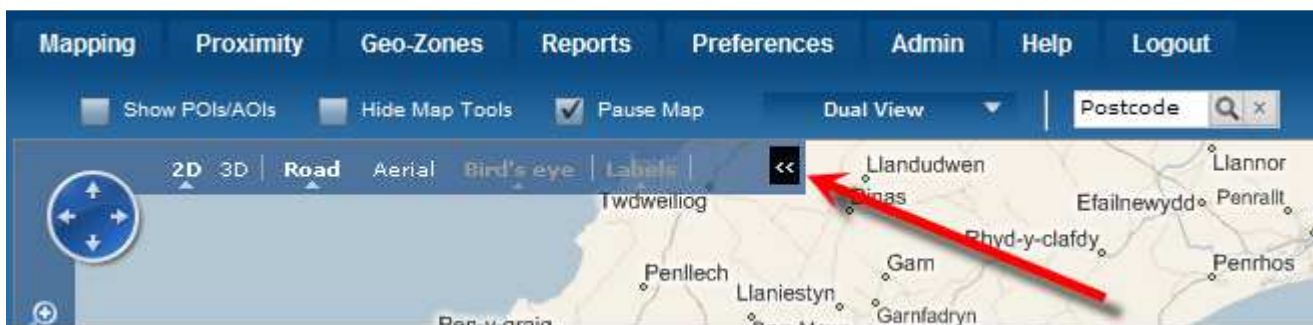 Mapping Proximity Geo-Zones Reports Preferences Admin Help Logout
Show POIs/AOIs Hide Map Tools Pause Map Dual View Postcode ×
2D 3D Road Aerial Bird's eye Labels <<
Llandudwen Llannor
Twdweiliog Dinas Efailnewydd Penrallt
Rhyd-y-clafdy
Penllech Garn Penrhos
Llaniestyn
Garnfadryn
Pen-y-graig